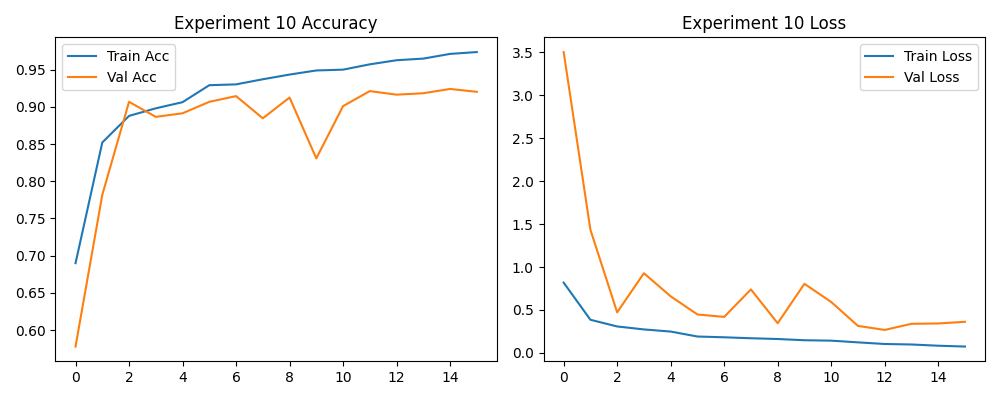 Experiment 10 Accuracy
Train Acc
Val Acc
0.95
0.90
0.85
0.80
0.75
0.70
0.65
0.60
0 2 4 6 8 10 12 14
Experiment 10 Loss
Train Loss
Val Loss
3.5
3.0
2.5
2.0
1.5
1.0
0.5
0.0
0 2 4 6 8 10 12 14